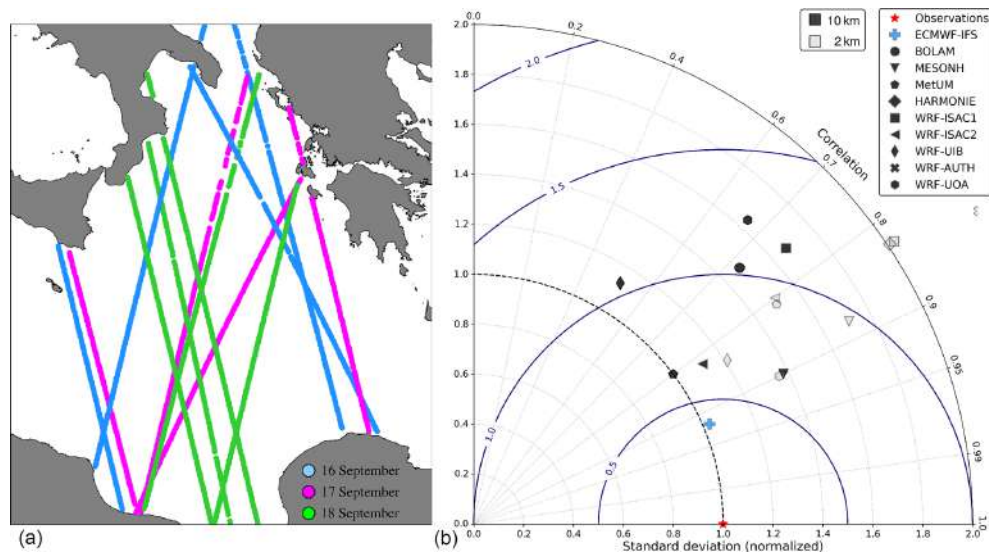 16 September
17 September
18 September
(a)
10 km
2 km
Observations
ECMWF-IFS
BOLAM
MESONH
MetUM
HARMONIE
WRF-ISAC1
WRF-ISAC2
WRF-UIB
WRF-AUTH
WRF-UOA
2.0
1.8
1.6
1.4
1.2
1.0
0.8
0.6
0.4
0.2
0.0
0.0
0.2
0.4
0.6
0.7
0.8
0.9
0.95
0.99
1.0
Correlation
2.0
1.5
1.0
0.5
0.2 0.4 0.6 0.8 1.0 1.2 1.4 1.6 1.8 2.0
Standard deviation (normalized)
(b)